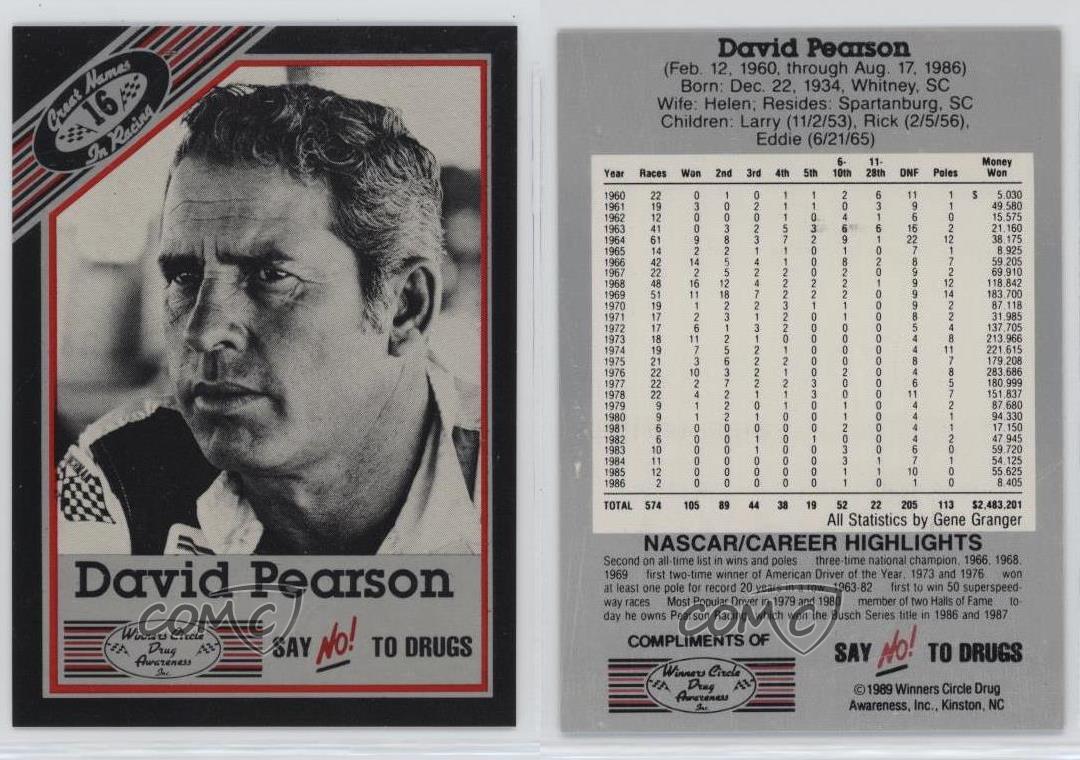 Great Names
16
In Racing
David Pearson
Winners Circle
Drug
Awareness
Inc.
SAY NO! TO DRUGS
COMC
David Pearson
(Feb. 12, 1960, through Aug. 17, 1986)
Born: Dec. 22, 1934, Whitney, SC
Wife: Helen; Resides: Spartanburg, SC
Children: Larry (11/2/53), Rick (2/5/56),
Eddie (6/21/65)
Year Races Won 2nd 3rd 4th 5th 6-10th 11-28th DNF Poles Money Won
1960 22 0 1 0 1 1 2 6 11 1 $ 5.030
1961 19 3 0 2 1 1 0 3 9 1 49.580
1962 12 0 0 0 1 0 4 1 6 0 15.575
1963 41 0 3 2 5 3 6 6 16 2 21.160
1964 61 9 8 3 7 2 9 1 22 12 38.175
1965 14 2 2 1 1 0 1 0 7 1 8.925
1966 42 14 5 4 1 0 8 2 8 7 59.205
1967 22 2 5 2 2 0 2 0 9 2 69.910
1968 48 16 12 4 2 2 2 1 9 12 118.842
1969 51 11 18 7 2 2 2 0 9 14 183.700
1970 19 1 2 2 3 1 1 0 9 2 87.118
1971 17 2 3 1 2 0 1 0 8 2 31.985
1972 17 6 1 3 2 0 0 0 5 4 137.705
1973 18 11 2 1 0 0 0 0 4 8 213.966
1974 19 7 5 2 1 0 0 0 4 11 221.615
1975 21 3 6 2 2 0 0 0 8 7 179.208
1976 22 10 3 2 1 0 2 0 4 8 283.686
1977 22 2 7 2 2 3 0 0 6 5 180.999
1978 22 4 2 1 1 3 0 0 11 7 151.837
1979 9 1 2 0 1 0 1 0 4 2 87.680
1980 9 1 2 1 0 0 1 0 4 1 94.330
1981 6 0 0 0 0 0 2 0 4 1 17.150
1982 6 0 0 1 0 1 0 0 4 2 47.945
1983 10 0 0 1 0 0 3 0 6 0 59.720
1984 11 0 0 0 0 0 3 1 7 1 54.125
1985 12 0 0 0 0 0 1 1 10 0 55.625
1986 2 0 0 0 0 0 1 0 1 0 8.405
TOTAL 574 105 89 44 38 19 52 22 205 113 $2,483,201
All Statistics by Gene Granger
NASCAR/CAREER HIGHLIGHTS
Second on all-time list in wins and poles three-time national champion, 1966, 1968,
1969 first two-time winner of American Driver of the Year, 1973 and 1976 won
at least one pole for record 20 years in a row 1963-82 first to win 50 superspeed-
way races Most Popular Driver in 1979 and 1980 member of two Halls of Fame to-
day he owns Pearson Racing which won the Busch Series title in 1986 and 1987
COMPLIMENTS OF
Winners Circle
Drug
Awareness
Inc.
SAY NO! TO DRUGS
©1989 Winners Circle Drug
Awareness, Inc., Kinston, NC
COMC